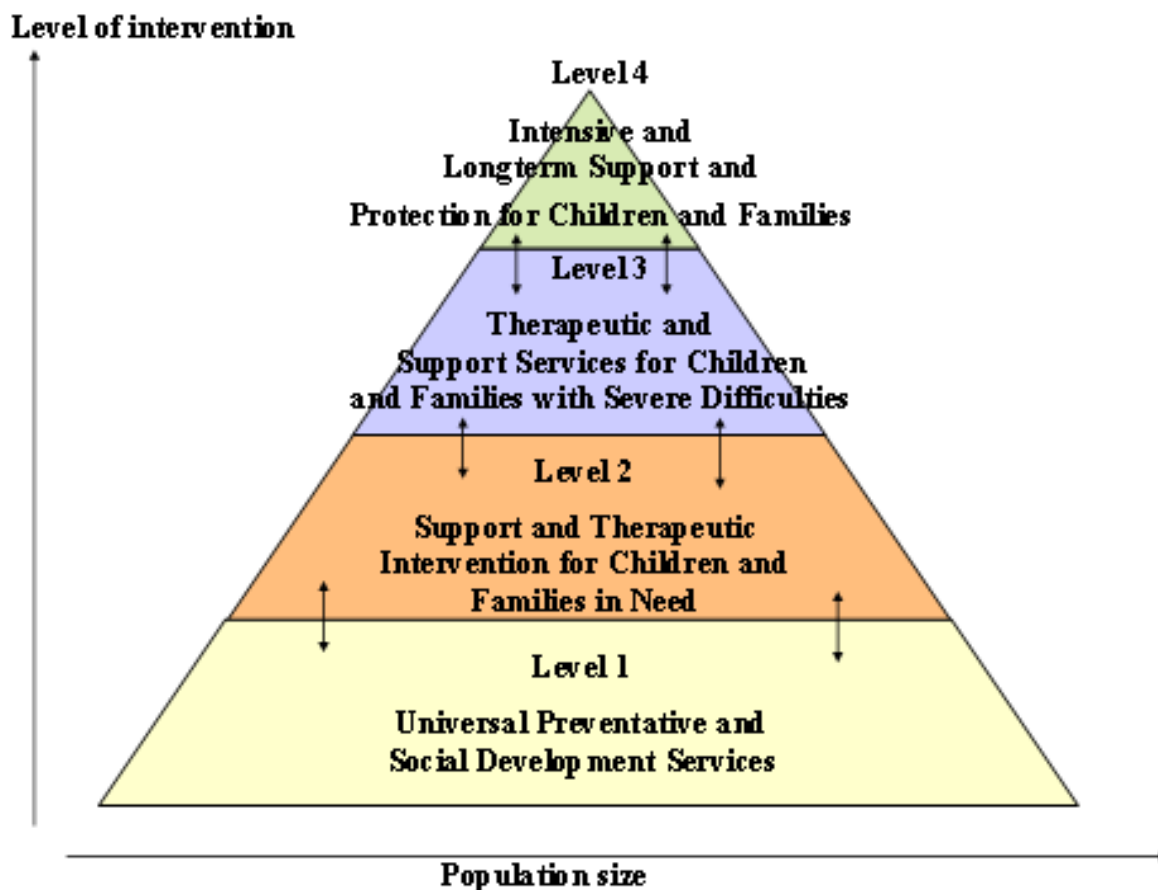 Level of intervention
Level 4
Intensive and
Longterm Support and
Protection for Children and Families
Level 3
Therapeutic and
Support Services for Children
and Families with Severe Difficulties
Level 2
Support and Therapeutic
Intervention for Children and
Families in Need
Level 1
Universal Preventative and
Social Development Services
Population size